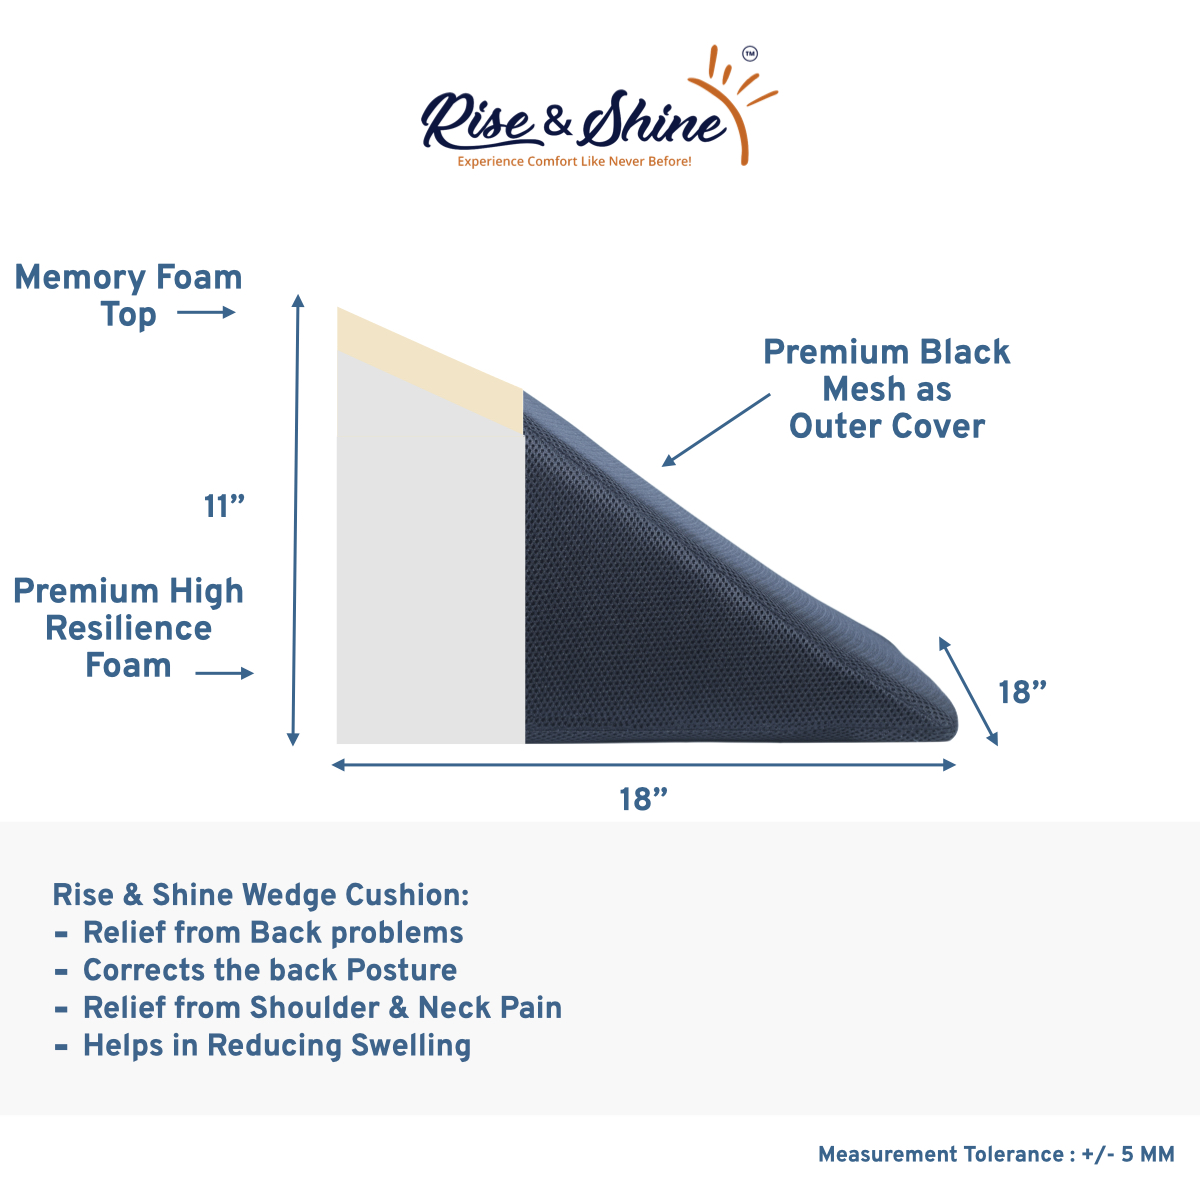 Rise & Shine
TM
Experience Comfort Like Never Before!
Memory Foam
Top
Premium Black
Mesh as
Outer Cover
11”
Premium High
Resilience
Foam
18”
18”
Rise & Shine Wedge Cushion:
- Relief from Back problems
- Corrects the back Posture
- Relief from Shoulder & Neck Pain
- Helps in Reducing Swelling
Measurement Tolerance : +/- 5 MM